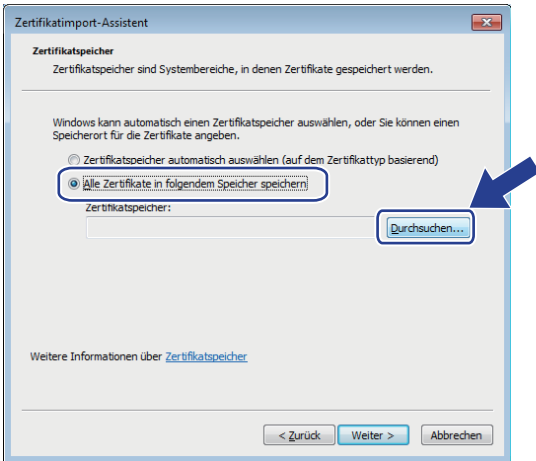 Zertifikatimport-Assistent
Zertifikatspeicher
Zertifikatspeicher sind Systembereiche, in denen Zertifikate gespeichert werden.
Windows kann automatisch einen Zertifikatspeicher auswählen, oder Sie können einen
Speicherort für die Zertifikate angeben.
Zertifikatspeicher automatisch auswählen (auf dem Zertifikattyp basierend)
Alle Zertifikate in folgendem Speicher speichern
Zertifikatspeicher:
Durchsuchen...
Weitere Informationen über Zertifikatspeicher
< Zurück Weiter > Abbrechen